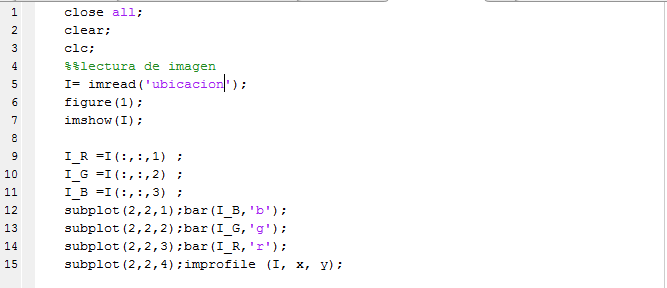 1 close all;
2 clear;
3 clc;
4 %%lectura de imagen
5 I= imread('ubicacion');
6 figure(1);
7 imshow(I);
8
9 I_R =I(:,:,1) ;
10 I_G =I(:,:,2) ;
11 I_B =I(:,:,3) ;
12 subplot(2,2,1);bar(I_B,'b');
13 subplot(2,2,2);bar(I_G,'g');
14 subplot(2,2,3);bar(I_R,'r');
15 subplot(2,2,4);improfile (I, x, y);